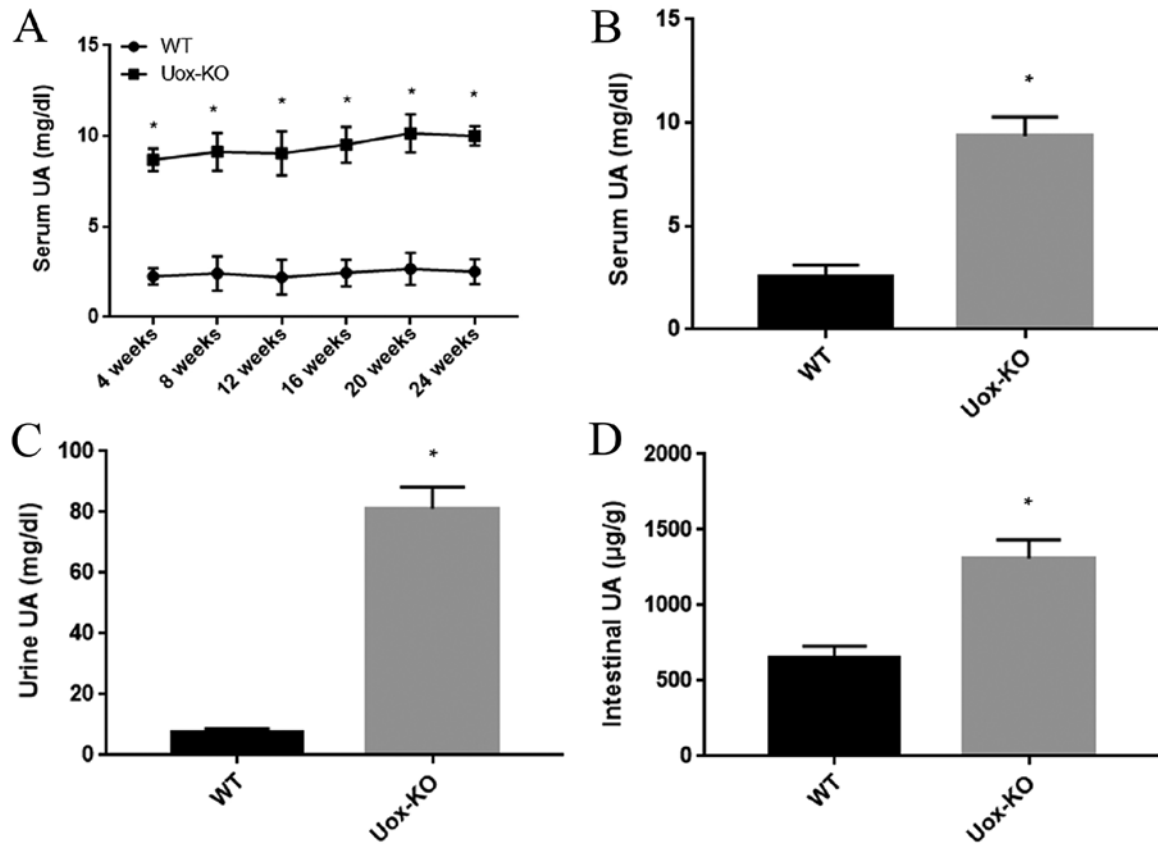 A
Serum UA (mg/dl)
15
10
5
0
WT
Uox-KO
*
*
*
*
*
*
4 weeks
8 weeks
12 weeks
16 weeks
20 weeks
24 weeks
B
Serum UA (mg/dl)
15
10
5
0
*
WT
Uox-KO
C
Urine UA (mg/dl)
100
80
60
40
20
0
*
WT
Uox-KO
D
Intestinal UA (μg/g)
2000
1500
1000
500
0
*
WT
Uox-KO